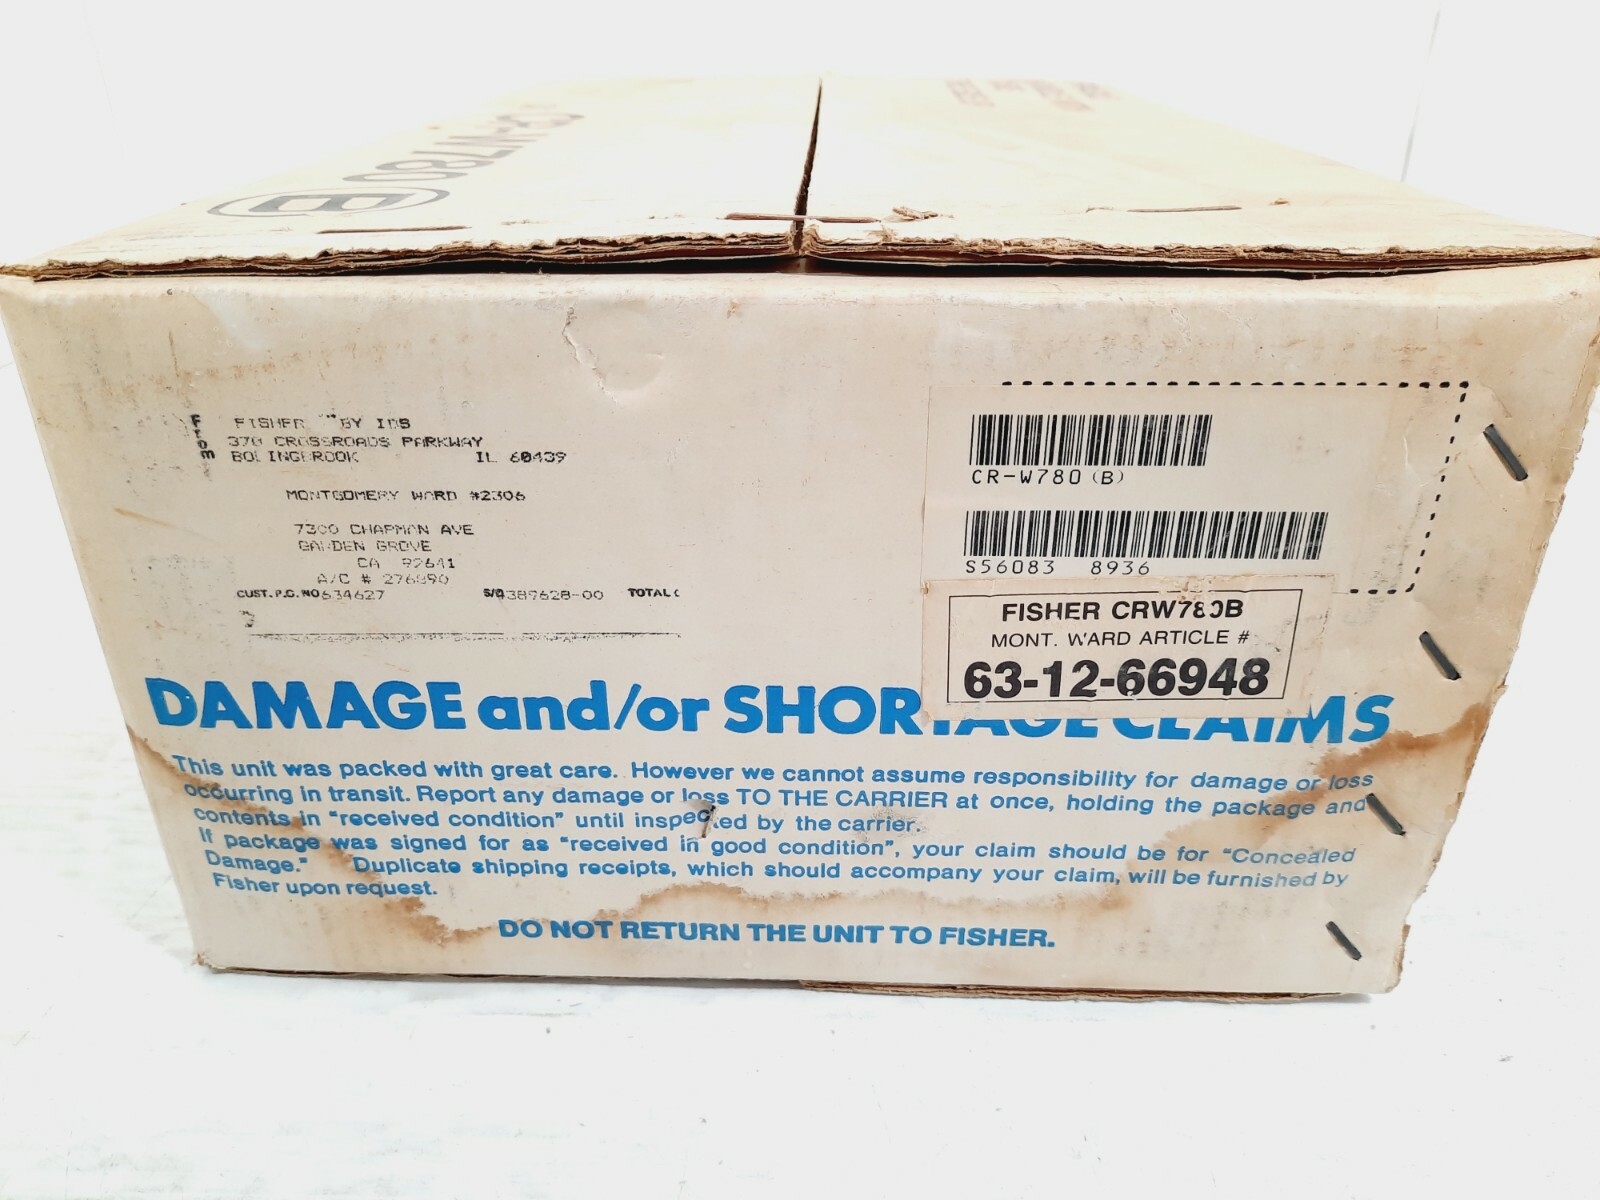 CR-W780 B
From
FISHER BY IDS
370 CROSSROADS PARKWAY
BOLINGBROOK IL 60439
MONTGOMERY WARD #2306
7300 CHAPMAN AVE
GARDEN GROVE
CA 92641
A/C # 276890
CUST.P.O.NO 634627 S/O 389628-00 TOTAL C
CR-W780 (B)
S56083 8936
FISHER CRW780B
MONT. WARD ARTICLE #
63-12-66948
DAMAGE and/or SHORTAGE CLAIMS
This unit was packed with great care. However we cannot assume responsibility for damage or loss
occurring in transit. Report any damage or loss TO THE CARRIER at once, holding the package and
contents in "received condition" until inspected by the carrier.
If package was signed for as "received in good condition", your claim should be for "Concealed
Damage." Duplicate shipping receipts, which should accompany your claim, will be furnished by
Fisher upon request.
DO NOT RETURN THE UNIT TO FISHER.